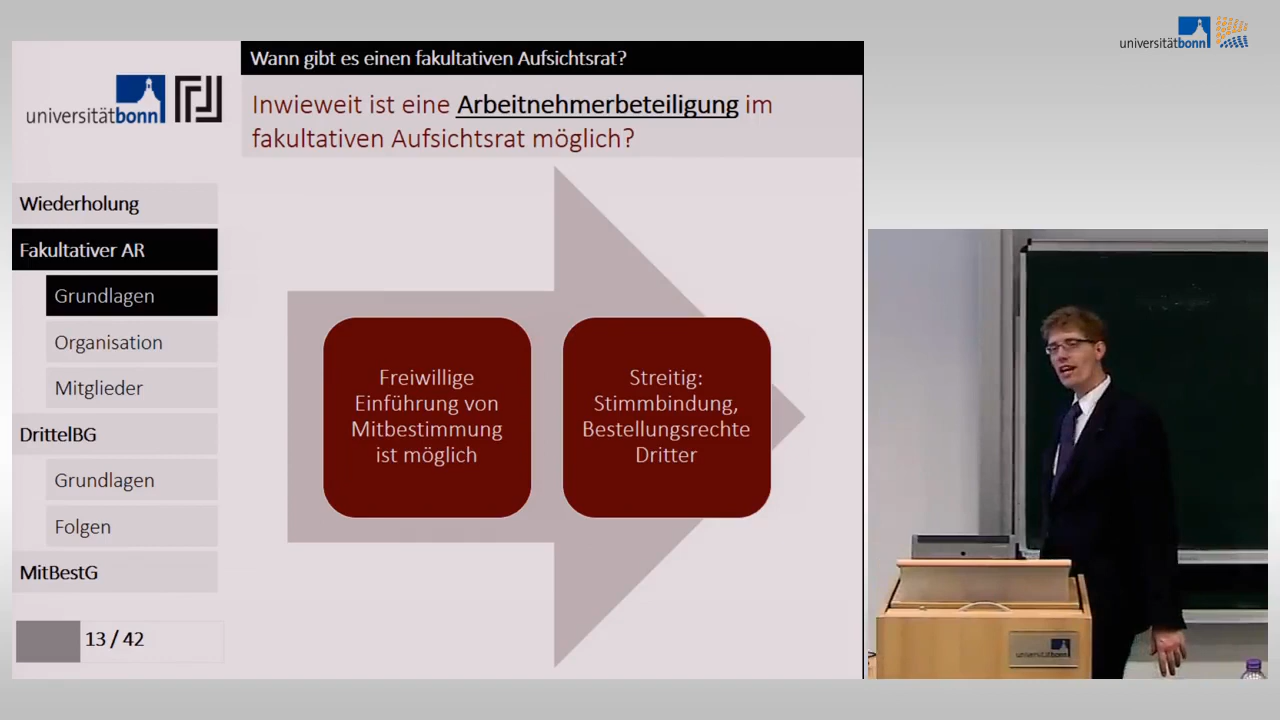 universitätbonn
Wann gibt es einen fakultativen Aufsichtsrat?
universitätbonn
Inwieweit ist eine Arbeitnehmerbeteiligung im
fakultativen Aufsichtsrat möglich?
Wiederholung
Fakultativer AR
Grundlagen
Organisation
Mitglieder
DrittelBG
Grundlagen
Folgen
MitBestG
13 / 42
Freiwillige
Einführung von
Mitbestimmung
ist möglich
Streitig:
Stimmbindung,
Bestellungsrechte
Dritter
universitätbonn